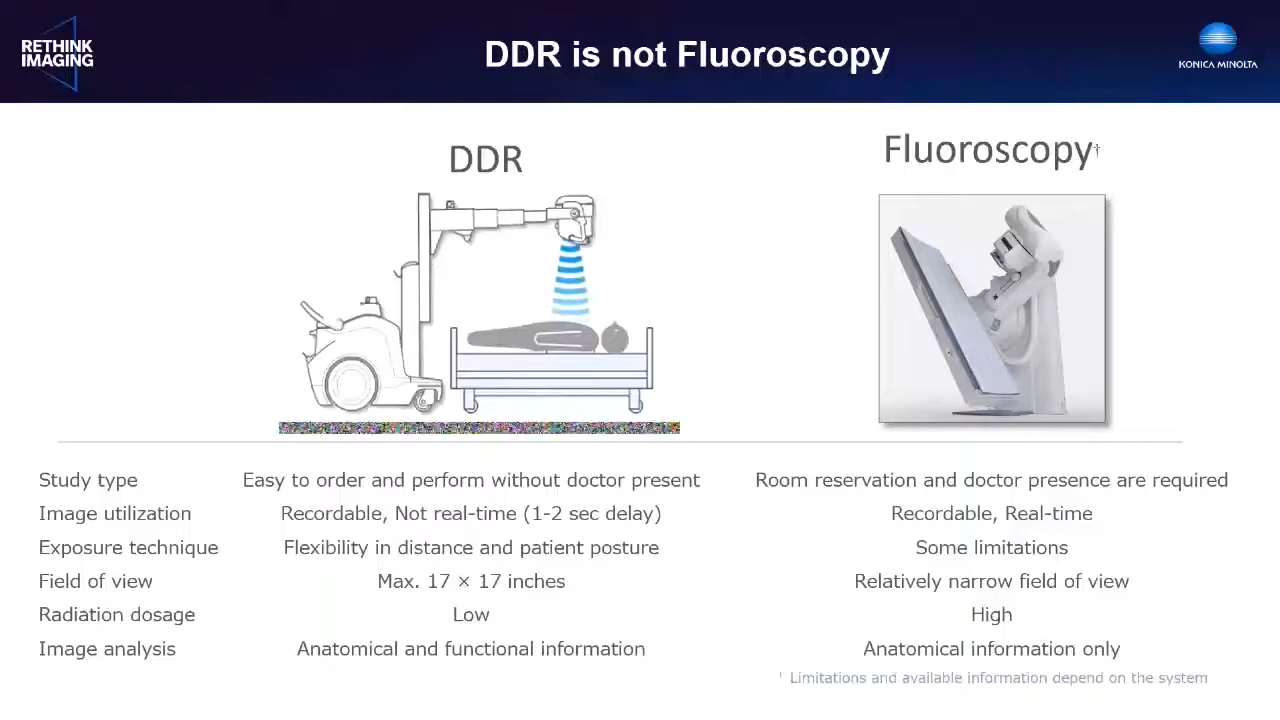 RETHINK
IMAGING
DDR is not Fluoroscopy
KONICA MINOLTA
DDR
Fluoroscopy†
Study type Easy to order and perform without doctor present Room reservation and doctor presence are required
Image utilization Recordable, Not real-time (1-2 sec delay) Recordable, Real-time
Exposure technique Flexibility in distance and patient posture Some limitations
Field of view Max. 17 × 17 inches Relatively narrow field of view
Radiation dosage Low High
Image analysis Anatomical and functional information Anatomical information only
Limitations and available information depend on the system